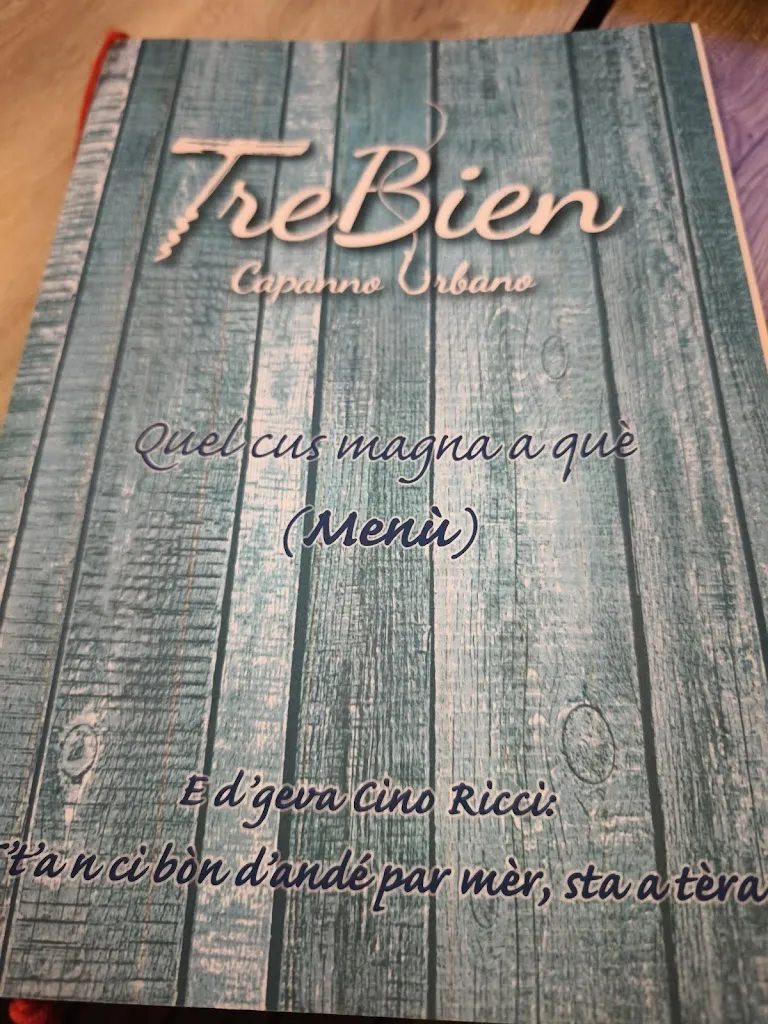 TreBien
Capanno Urbano
Quel cus magna a què
(Menù)
E d'geva Cino Ricci:
't'a n ci bòn d'andé par mèr, sta a tèra